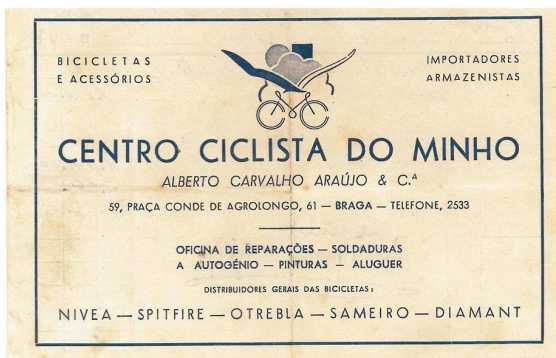 BICICLETAS
E ACESSÓRIOS
IMPORTADORES
ARMAZENISTAS
CENTRO CICLISTA DO MINHO
ALBERTO CARVALHO ARAÚJO & C.ª
59, PRAÇA CONDE DE AGROLONGO, 61 — BRAGA — TELEFONE, 2533
OFICINA DE REPARAÇÕES — SOLDADURAS
A AUTOGÉNIO — PINTURAS — ALUGUER
DISTRIBUIDORES GERAIS DAS BICICLETAS:
NIVEA — SPITFIRE — OTREBLA — SAMEIRO — DIAMANT